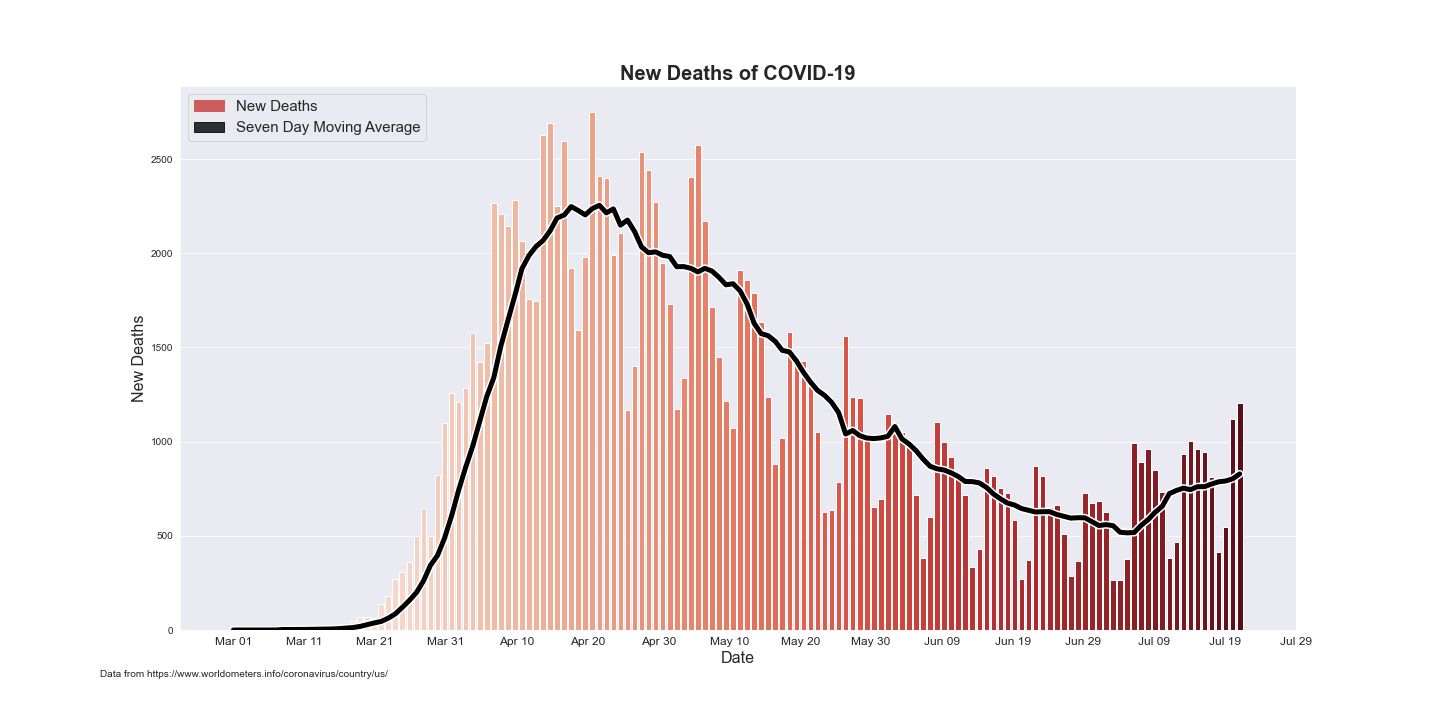 New Deaths of COVID-19
New Deaths
Seven Day Moving Average
2500
2000
1500
1000
500
0
New Deaths
Mar 01 Mar 11 Mar 21 Mar 31 Apr 10 Apr 20 Apr 30 May 10 May 20 May 30 Jun 09 Jun 19 Jun 29 Jul 09 Jul 19 Jul 29
Date
Data from https://www.worldometers.info/coronavirus/country/us/